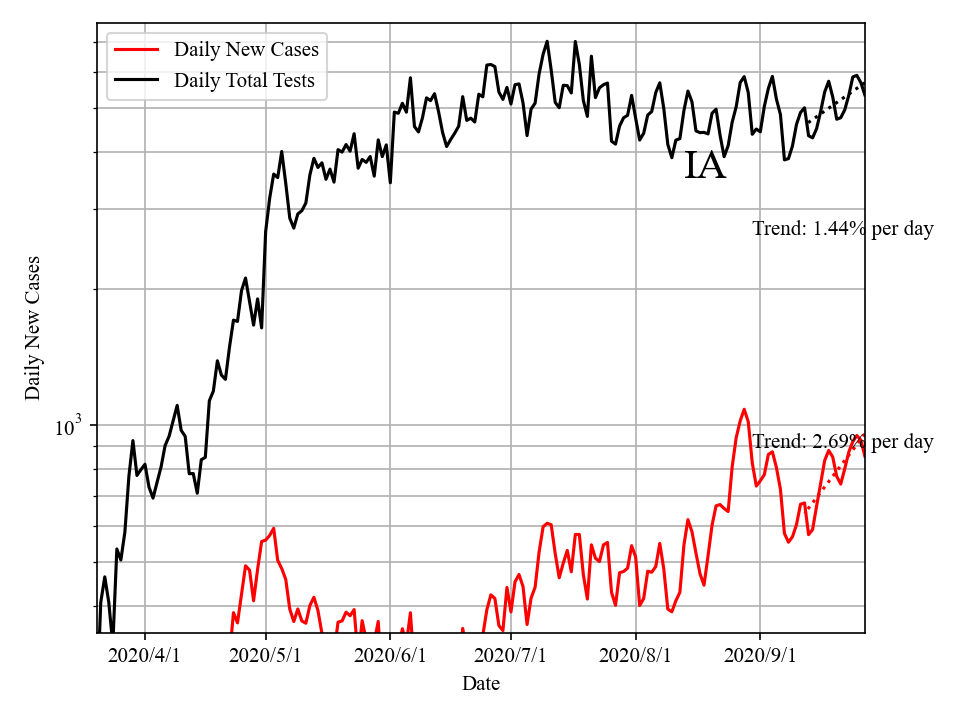 Daily New Cases
Daily Total Tests
IA
Trend: 1.44% per day
Trend: 2.69% per day
Daily New Cases
10³
2020/4/1 2020/5/1 2020/6/1 2020/7/1 2020/8/1 2020/9/1
Date